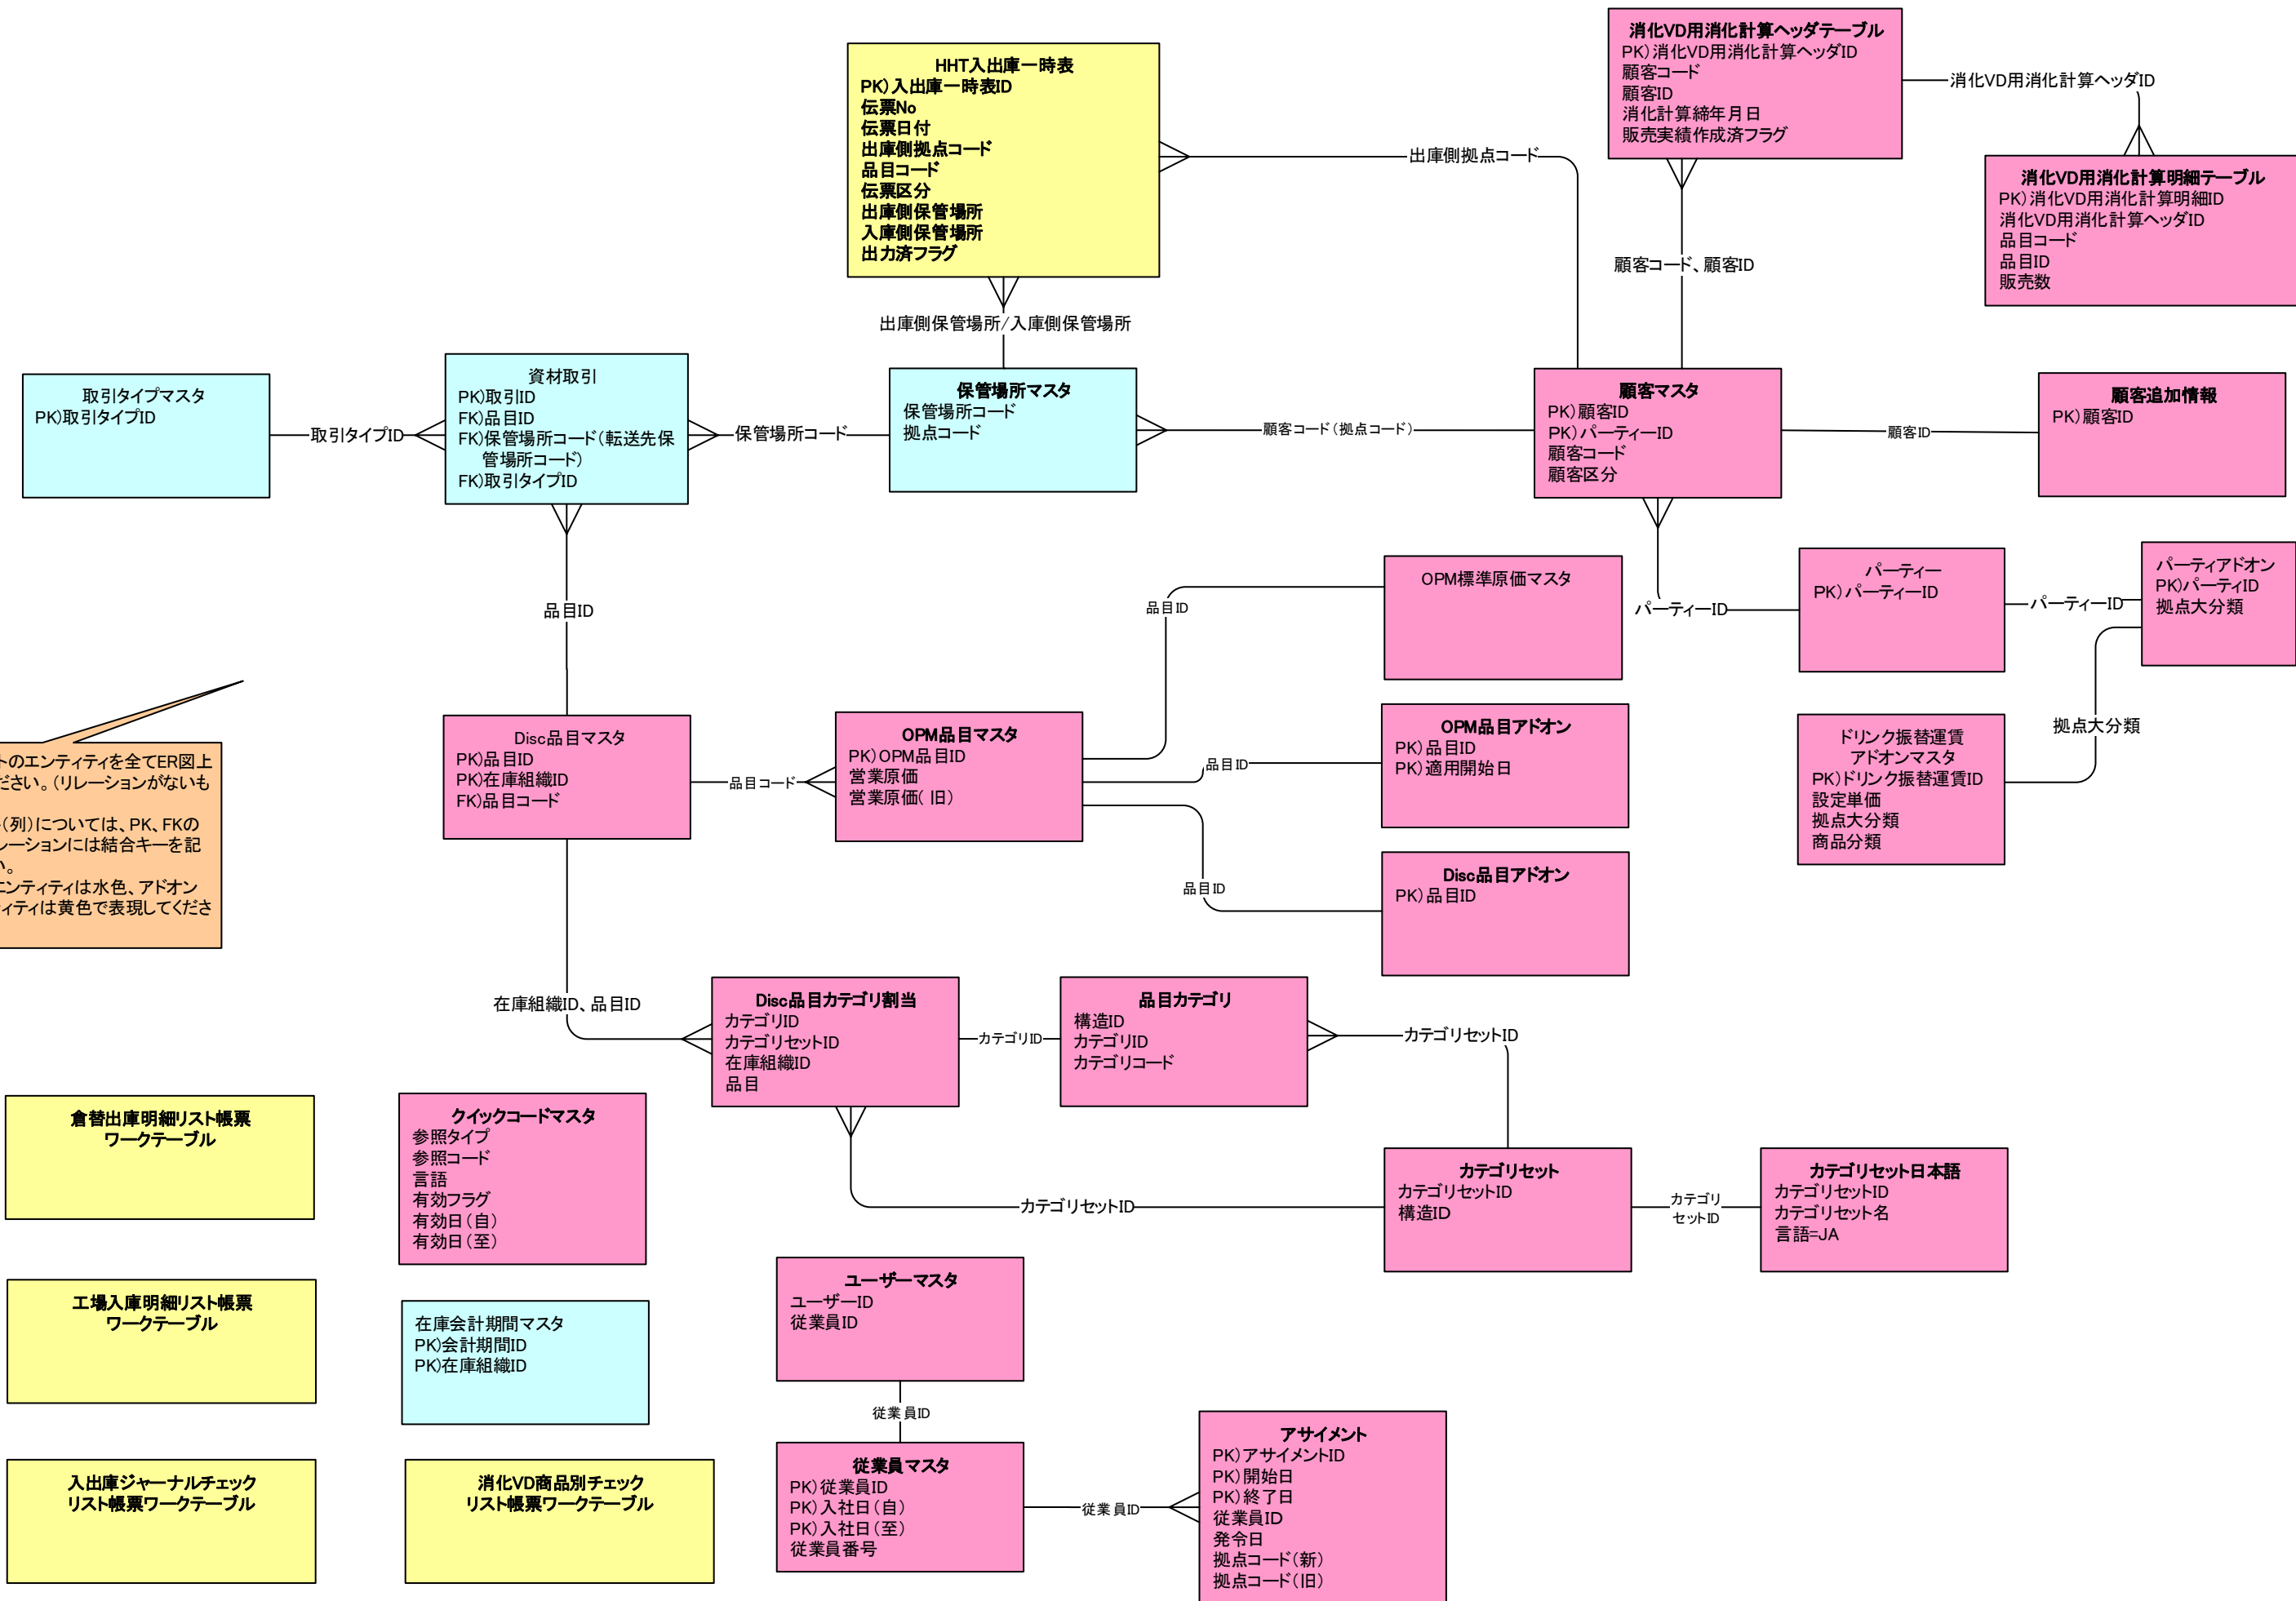 消化VD用消化計算ヘッダテーブル
PK)消化VD用消化計算ヘッダID
顧客コード
顧客ID
消化計算締年月日
販売実績作成済フラグ
消化VD用消化計算ヘッダID
HHT入出庫一時表
PK)入出庫一時表ID
伝票No
伝票日付
出庫側拠点コード
品目コード
伝票区分
出庫側保管場所
入庫側保管場所
出力済フラグ
出庫側拠点コード
消化VD用消化計算明細テーブル
PK)消化VD用消化計算明細ID
消化VD用消化計算ヘッダID
品目コード
品目ID
販売数
顧客コード、顧客ID
出庫側保管場所/入庫側保管場所
取引タイプマスタ
PK)取引タイプID
取引タイプID
資材取引
PK)取引ID
FK)品目ID
FK)保管場所コード(転送先保
管場所コード)
FK)取引タイプID
保管場所コード
保管場所マスタ
保管場所コード
拠点コード
顧客コード(拠点コード)
顧客マスタ
PK)顧客ID
PK)パーティーID
顧客コード
顧客区分
顧客ID
顧客追加情報
PK)顧客ID
品目ID
品目ID
OPM標準原価マスタ
パーティーID
パーティー
PK)パーティーID
パーティーID
パーティアドオン
PK)パーティID
拠点大分類
拠点大分類
トのエンティティを全てER図上
ださい。(リレーションがないも
(列)については、PK、FKの
レーションには結合キーを記
い。
エンティティは水色、アドオン
ティティは黄色で表現してくださ
Disc品目マスタ
PK)品目ID
PK)在庫組織ID
FK)品目コード
品目コード
OPM品目マスタ
PK)OPM品目ID
営業原価
営業原価(旧)
品目ID
OPM品目アドオン
PK)品目ID
PK)適用開始日
ドリンク振替運賃
アドオンマスタ
PK)ドリンク振替運賃ID
設定単価
拠点大分類
商品分類
品目ID
Disc品目アドオン
PK)品目ID
在庫組織ID、品目ID
Disc品目カテゴリ割当
カテゴリID
カテゴリセットID
在庫組織ID
品目
カテゴリID
品目カテゴリ
構造ID
カテゴリID
カテゴリコード
カテゴリセットID
倉替出庫明細リスト帳票
ワークテーブル
クイックコードマスタ
参照タイプ
参照コード
言語
有効フラグ
有効日(自)
有効日(至)
カテゴリセットID
カテゴリセット
カテゴリセットID
構造ID
カテゴリ
セットID
カテゴリセット日本語
カテゴリセットID
カテゴリセット名
言語=JA
工場入庫明細リスト帳票
ワークテーブル
在庫会計期間マスタ
PK)会計期間ID
PK)在庫組織ID
ユーザーマスタ
ユーザーID
従業員ID
従業員ID
入出庫ジャーナルチェック
リスト帳票ワークテーブル
消化VD商品別チェック
リスト帳票ワークテーブル
従業員マスタ
PK)従業員ID
PK)入社日(自)
PK)入社日(至)
従業員番号
従業員ID
アサイメント
PK)アサイメントID
PK)開始日
PK)終了日
従業員ID
発令日
拠点コード(新)
拠点コード(旧)